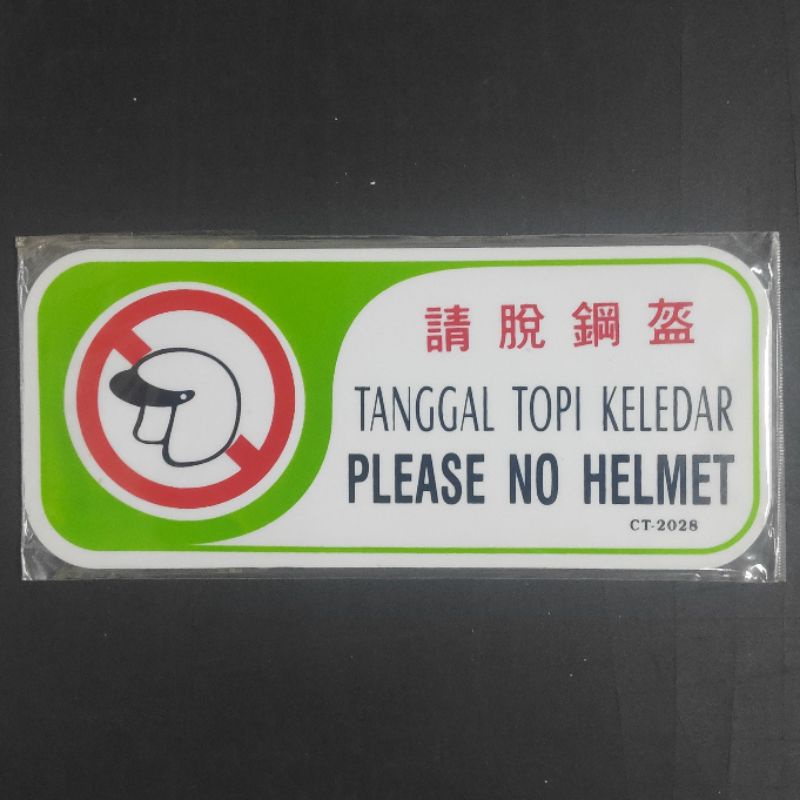 請脫鋼盔
TANGGAL TOPI KELEDAR
PLEASE NO HELMET
CT-2028